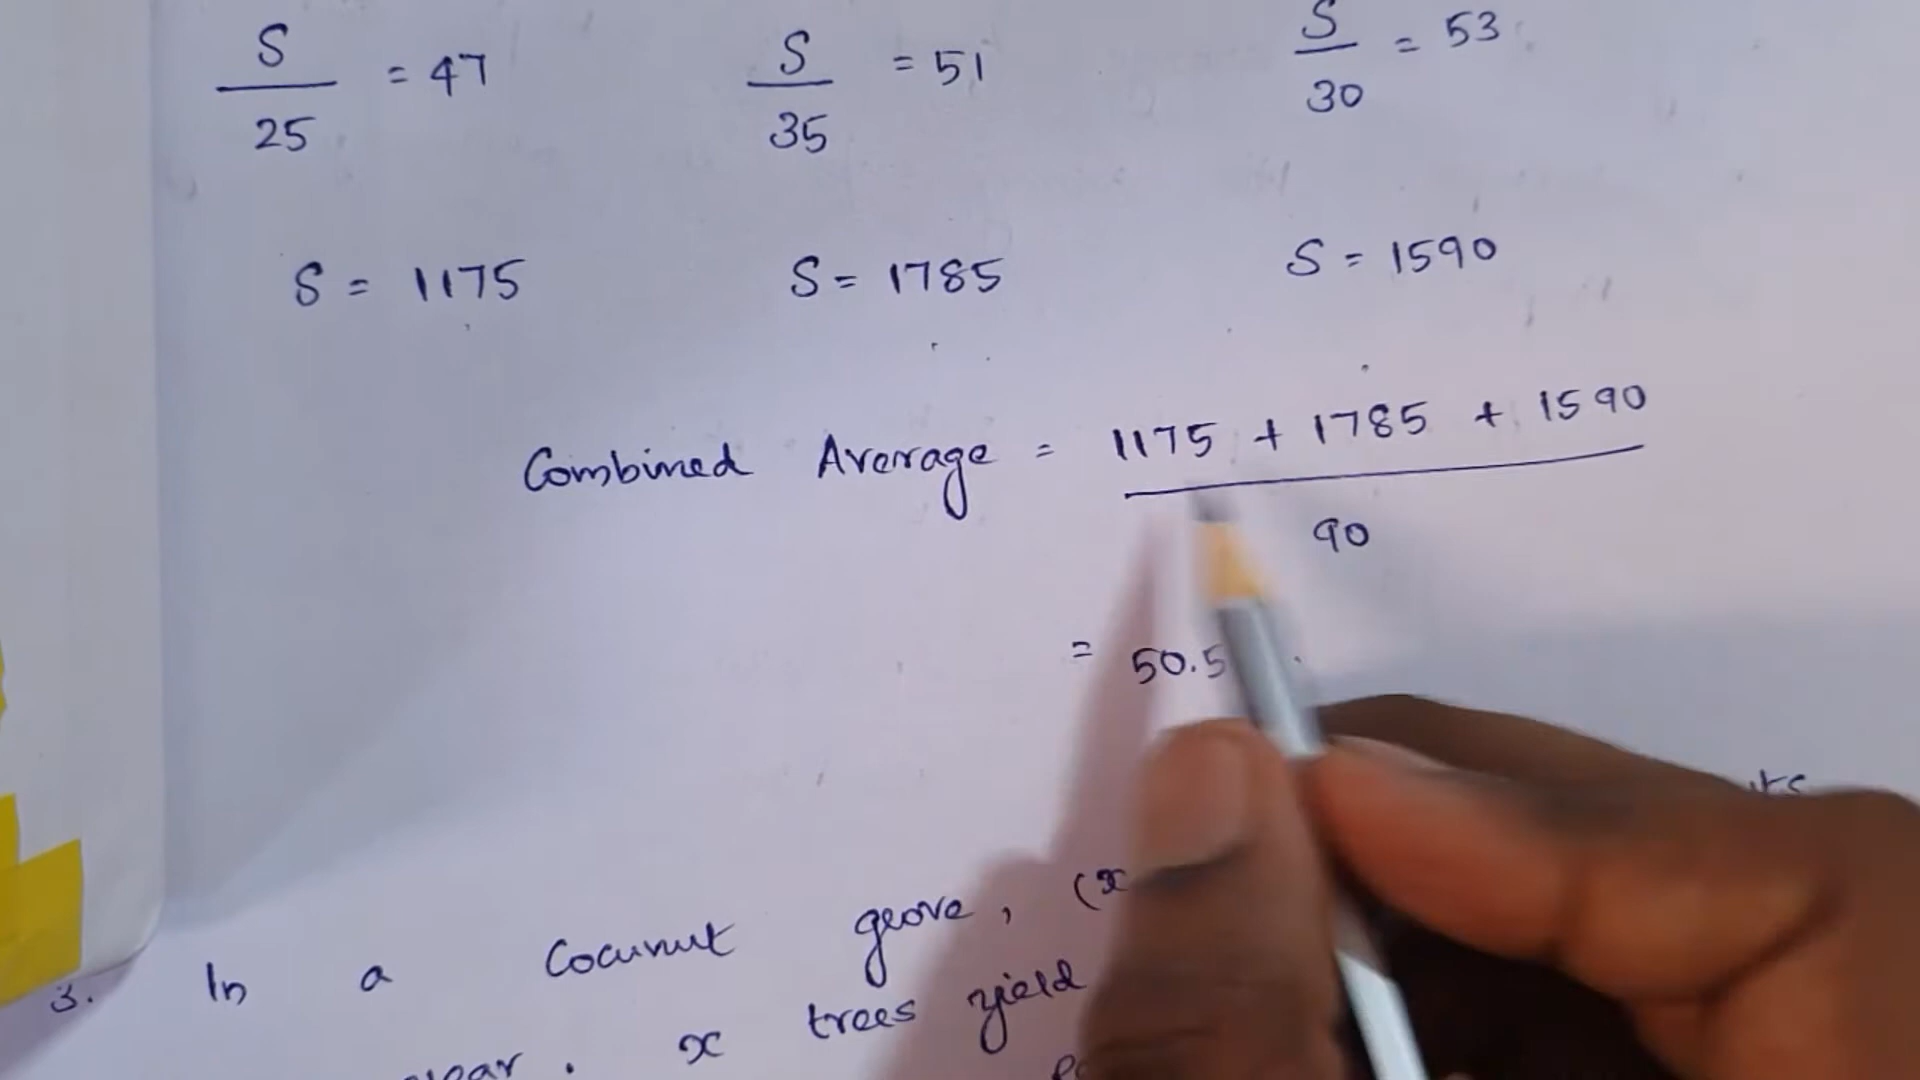 S/25 = 47 S/35 = 51 S/30 = 53
S = 1175 S = 1785 S = 1590
Combined Average = 1175 + 1785 + 1590 / 90
= 50.5
3. In a Cocunut grove, (x
x trees yield